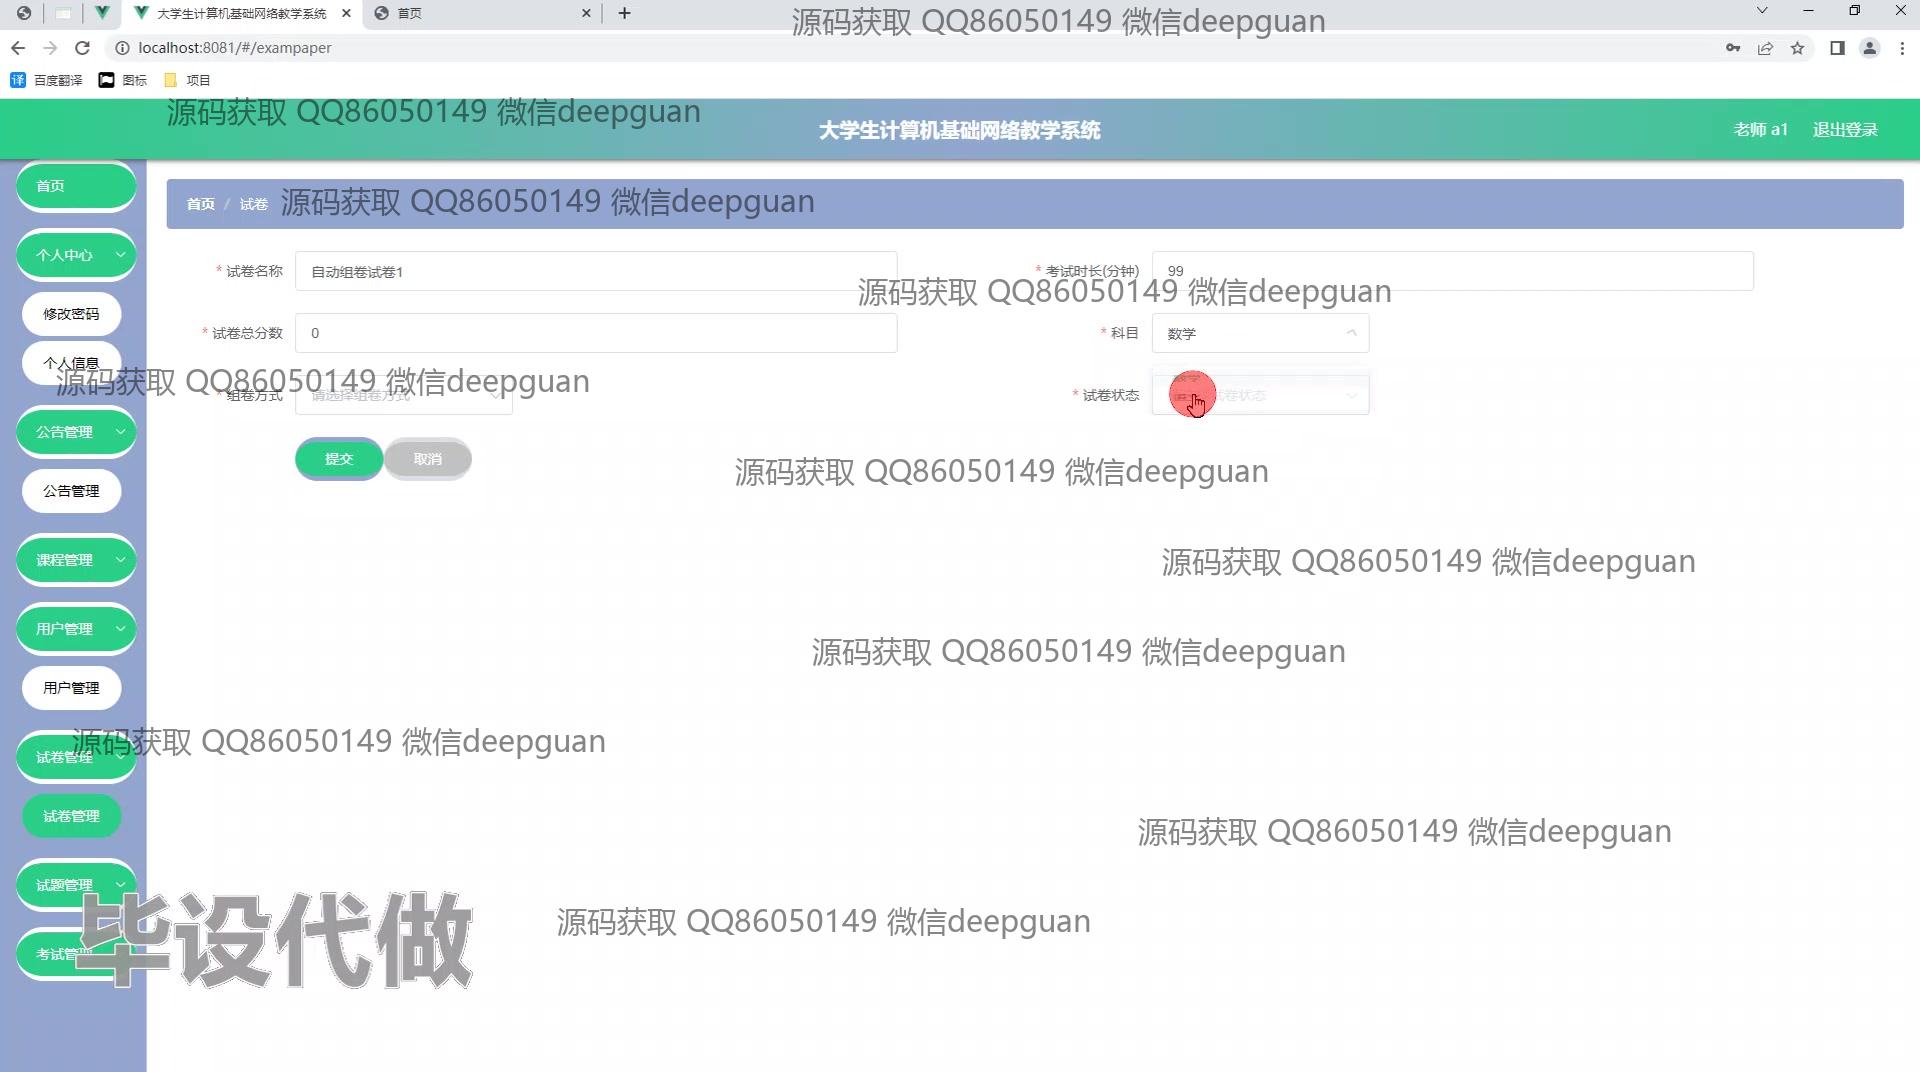 大学生计算机基础网络教学系统
首页
源码获取 QQ86050149 微信deepguan
localhost:8081/#/exampaper
百度翻译
图标
项目
源码获取 QQ86050149 微信deepguan
大学生计算机基础网络教学系统
老师 a1
退出登录
首页
首页 / 试卷
源码获取 QQ86050149 微信deepguan
个人中心
* 试卷名称
自动组卷试卷1
* 考试时长(分钟)
99
源码获取 QQ86050149 微信deepguan
修改密码
* 试卷总分数
0
* 科目
数学
个人信息
源码获取 QQ86050149 微信deepguan
* 组卷方式
请选择组卷方式
* 试卷状态
试卷状态
公告管理
提交
取消
源码获取 QQ86050149 微信deepguan
公告管理
课程管理
源码获取 QQ86050149 微信deepguan
用户管理
源码获取 QQ86050149 微信deepguan
用户管理
源码获取 QQ86050149 微信deepguan
试卷管理
试卷管理
源码获取 QQ86050149 微信deepguan
试题管理
毕设代做
源码获取 QQ86050149 微信deepguan
考试管理